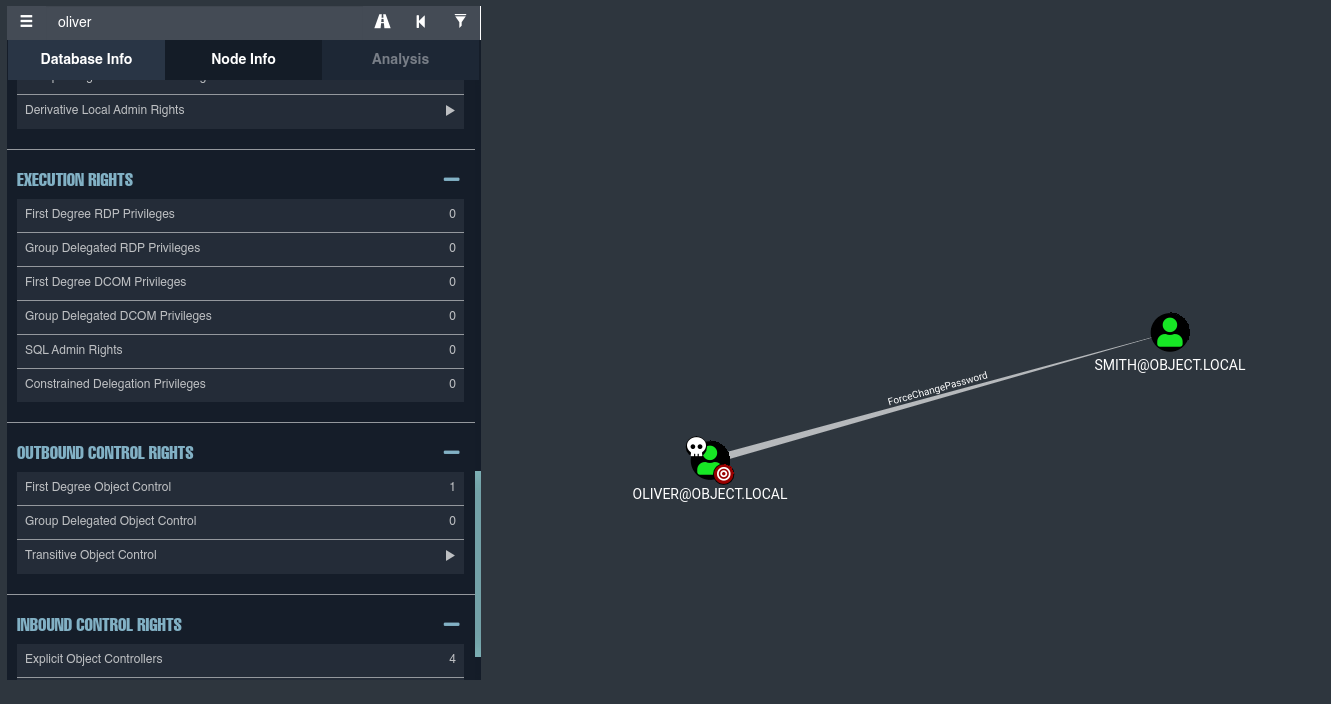 oliver
Database Info
Node Info
Analysis
Derivative Local Admin Rights
EXECUTION RIGHTS
First Degree RDP Privileges 0
Group Delegated RDP Privileges 0
First Degree DCOM Privileges 0
Group Delegated DCOM Privileges 0
SQL Admin Rights 0
Constrained Delegation Privileges 0
OUTBOUND CONTROL RIGHTS
First Degree Object Control 1
Group Delegated Object Control 0
Transitive Object Control
INBOUND CONTROL RIGHTS
Explicit Object Controllers 4
SMITH@OBJECT.LOCAL
ForceChangePassword
OLIVER@OBJECT.LOCAL